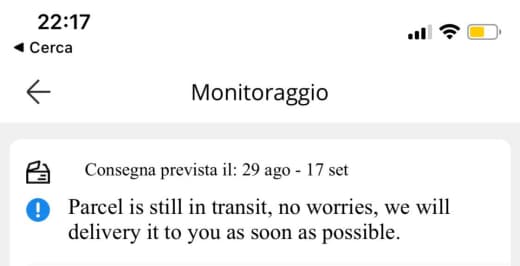 22:17
Cerca
Monitoraggio
Consegna prevista il: 29 ago - 17 set
Parcel is still in transit, no worries, we will
delivery it to you as soon as possible.